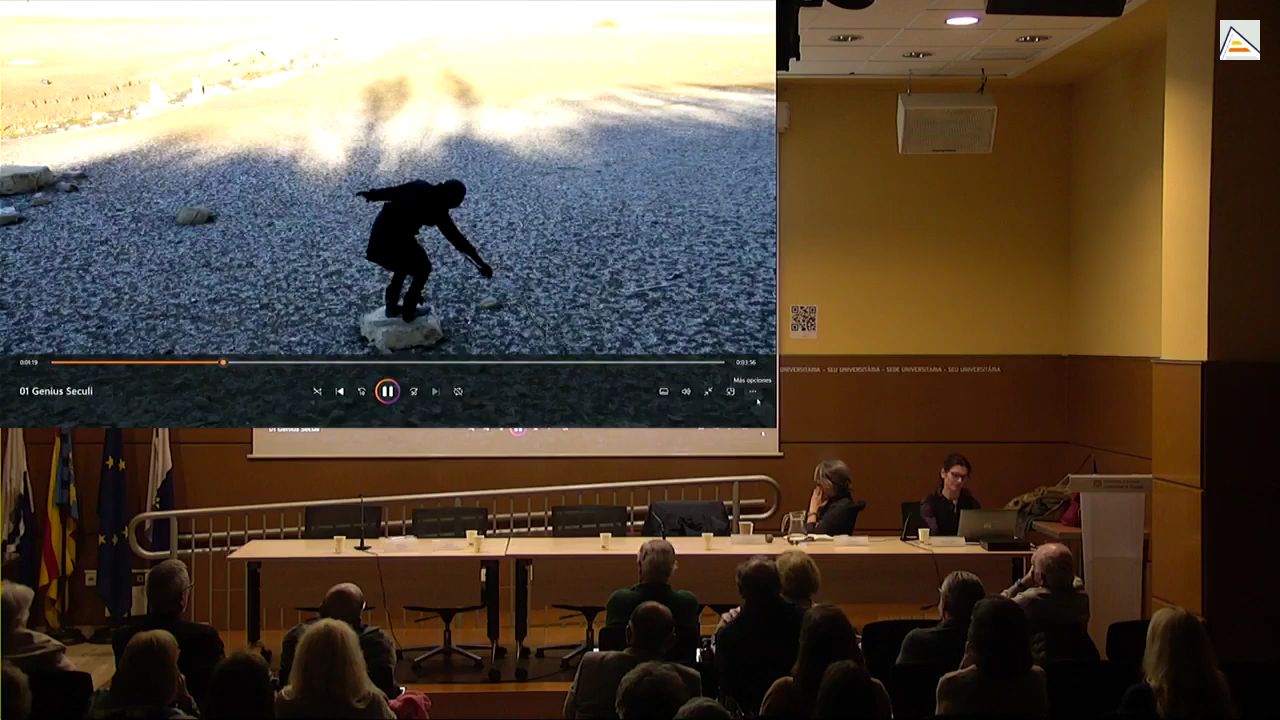 0:01:19
0:03:56
Más opciones
01 Genius Seculi
UNIVERSITÀRIA - SEU UNIVERSITÀRIA - SEDE UNIVERSITARIA - SEU UNIVERSITÀRIA
01 Genius Seculi